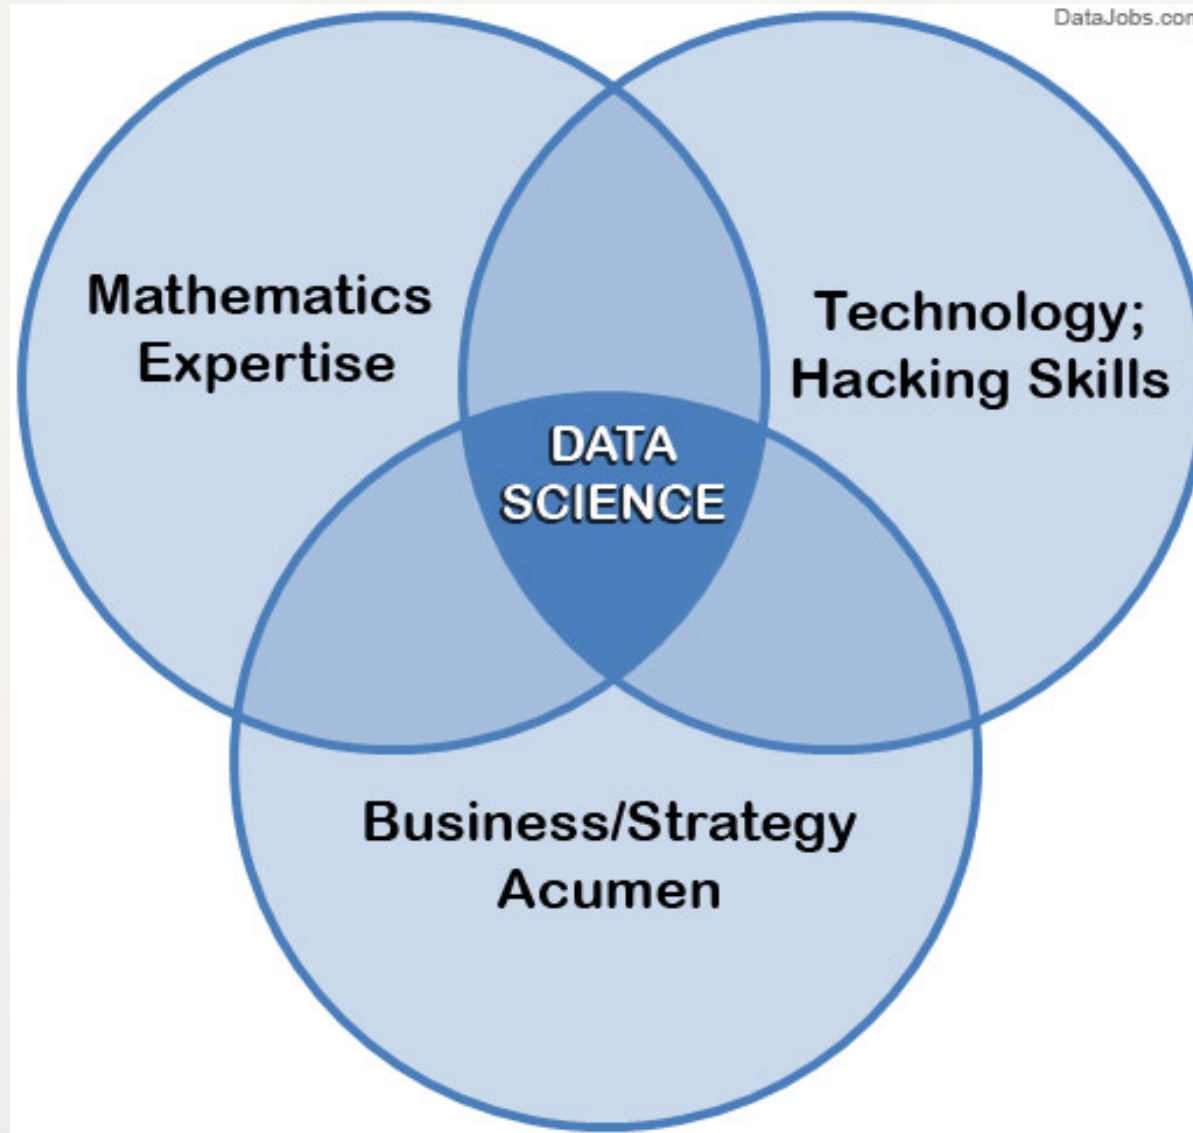 DataJobs.com
Mathematics
Expertise
Technology;
Hacking Skills
DATA
SCIENCE
Business/Strategy
Acumen